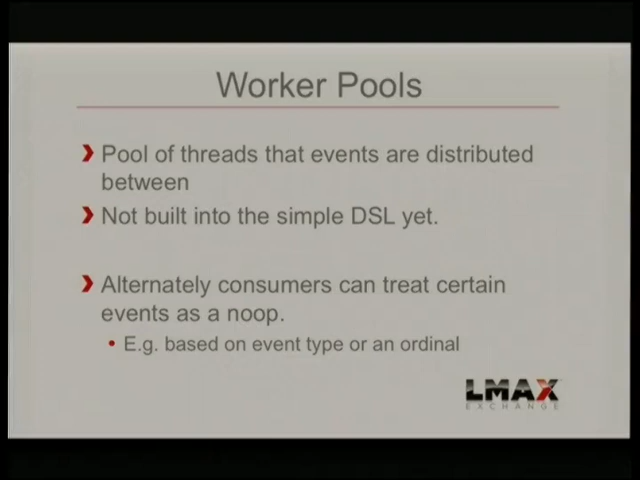 Worker Pools
Pool of threads that events are distributed
between
Not built into the simple DSL yet.
Alternately consumers can treat certain
events as a noop.
• E.g. based on event type or an ordinal
LMAX
EXCHANGE